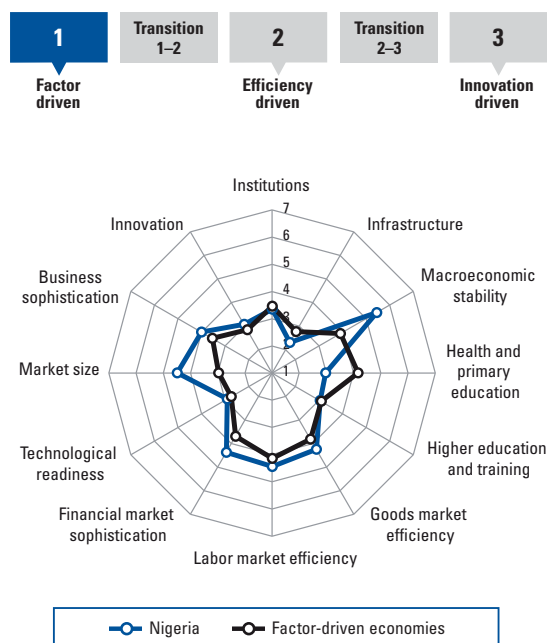 1
Transition
1–2
2
Transition
2–3
3
Factor
driven
Efficiency
driven
Innovation
driven
Institutions
7
Innovation
Infrastructure
6
5
Business
sophistication
Macroeconomic
stability
4
3
2
Market size
1
Health and
primary
education
Technological
readiness
Higher education
and training
Financial market
sophistication
Goods market
efficiency
Labor market efficiency
Nigeria
Factor-driven economies